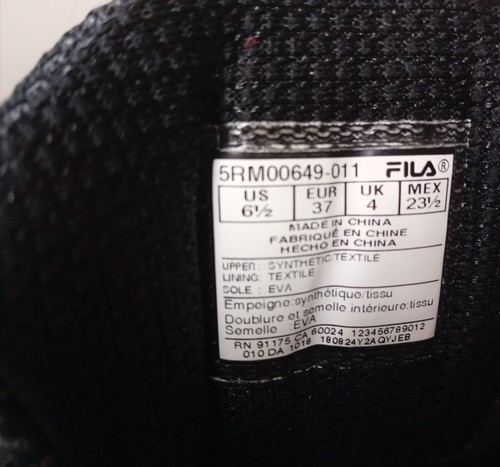 5RM00649-011 FILA®
US EUR UK MEX
6½ 37 4 23½
MADE IN CHINA
FABRIQUÉ EN CHINE
HECHO EN CHINA
UPPER: SYNTHETIC/TEXTILE
LINING: TEXTILE
SOLE : EVA
Empeigne:synthétique/tissu
Doublure et semelle intérieure:tissu
Semelle :EVA
RN 91175 CA 60024 123456789012
010 DA 1018 180824Y2AQYJEB